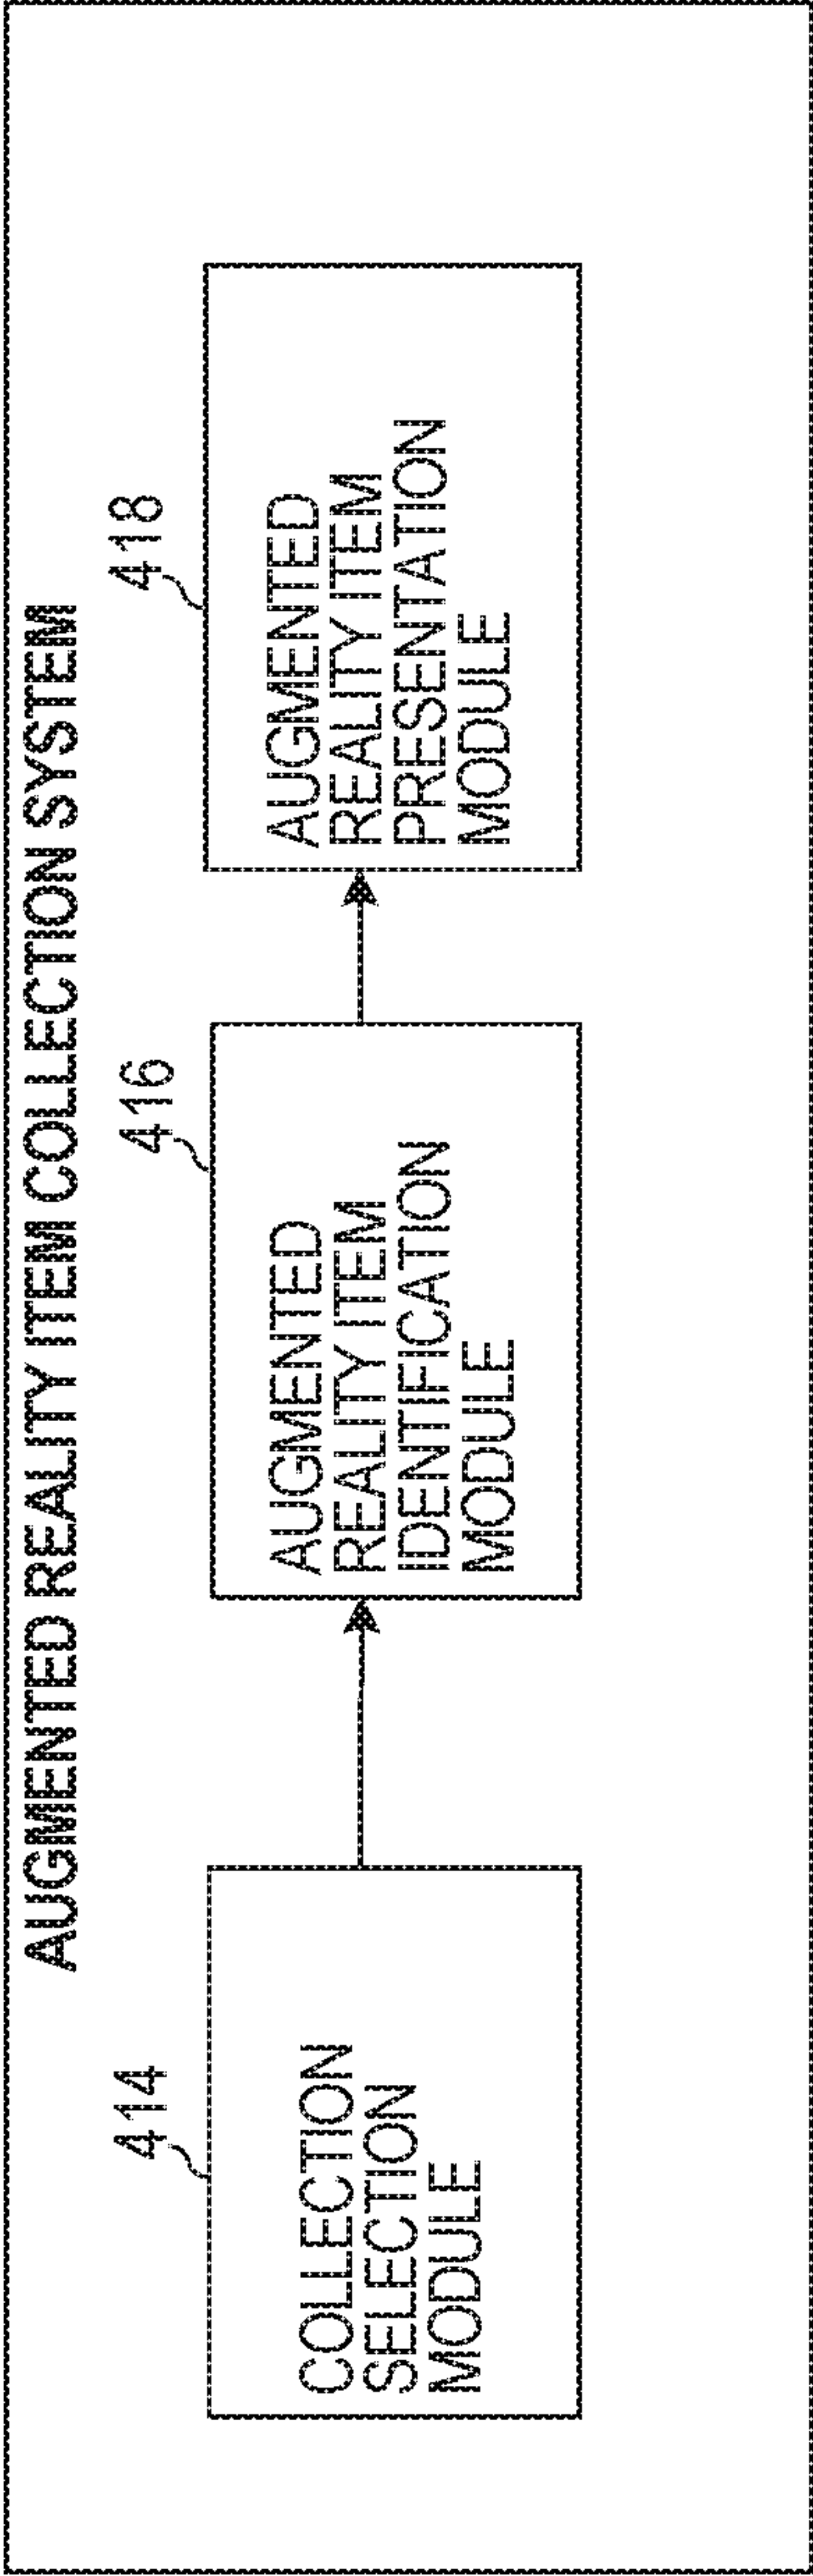 AUGMENTED REALITY ITEM COLLECTION SYSTEM
414
COLLECTION
SELECTION
MODULE
416
AUGMENTED
REALITY ITEM
IDENTIFICATION
MODULE
418
AUGMENTED
REALITY ITEM
PRESENTATION
MODULE